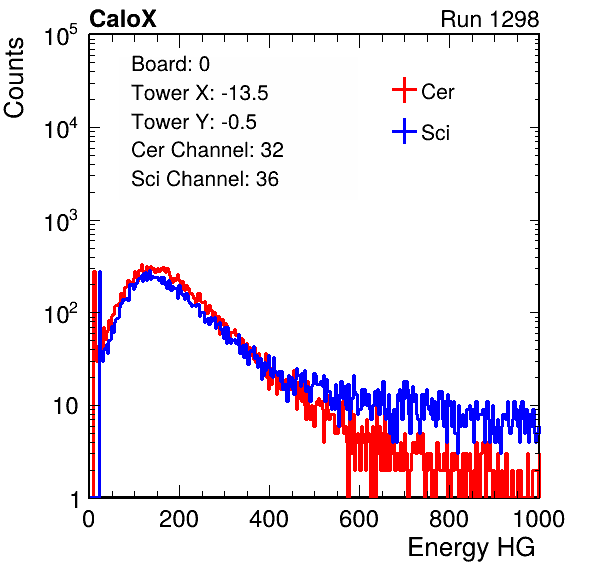 CaloX Run 1298
Counts
Board: 0
Tower X: -13.5
Tower Y: -0.5
Cer Channel: 32
Sci Channel: 36
Cer
Sci
10^5
10^4
10^3
10^2
10
1
0 200 400 600 800 1000
Energy HG